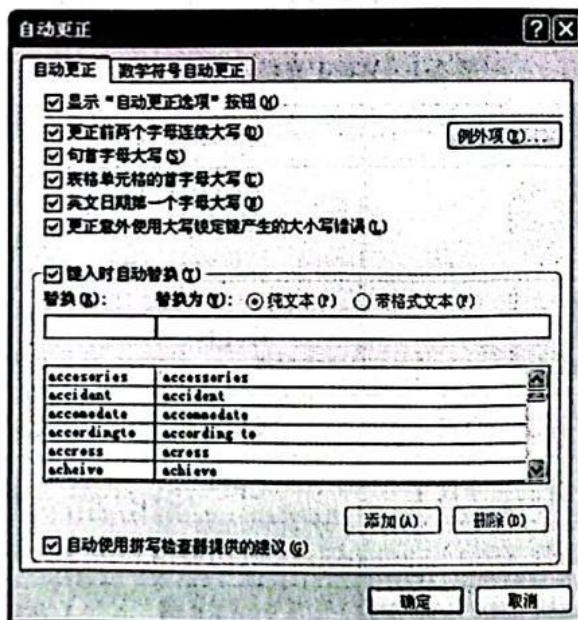 自动更正
自动更正 数学符号自动更正
显示“自动更正选项”按钮(H)
更正前两个字母连续大写(O)
例外项(E)...
句首字母大写(S)
表格单元格的首字母大写(C)
英文日期第一个字母大写(N)
更正意外使用大写锁定键产生的大小写错误(L)
键入时自动替换(T)
替换(R): 替换为(W): 纯文本(P) 带格式文本(F)
accesories accessories
accidant accident
accomodate accommodate
accordingto according to
accross across
acheive achieve
添加(A) 删除(D)
自动使用拼写检查器提供的建议(G)
确定 取消